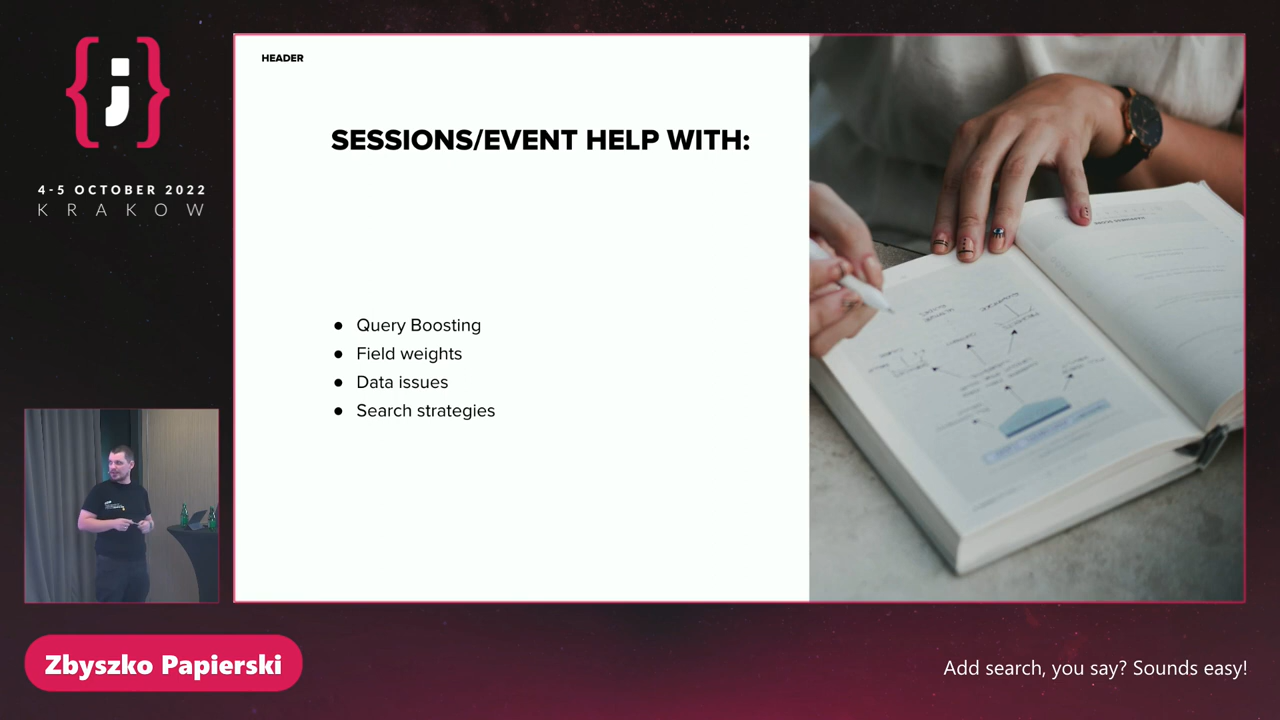 {;}
4-5 OCTOBER 2022
KRAKOW
HEADER
SESSIONS/EVENT HELP WITH:
● Query Boosting
● Field weights
● Data issues
● Search strategies
Zbyszko Papierski
Add search, you say? Sounds easy!